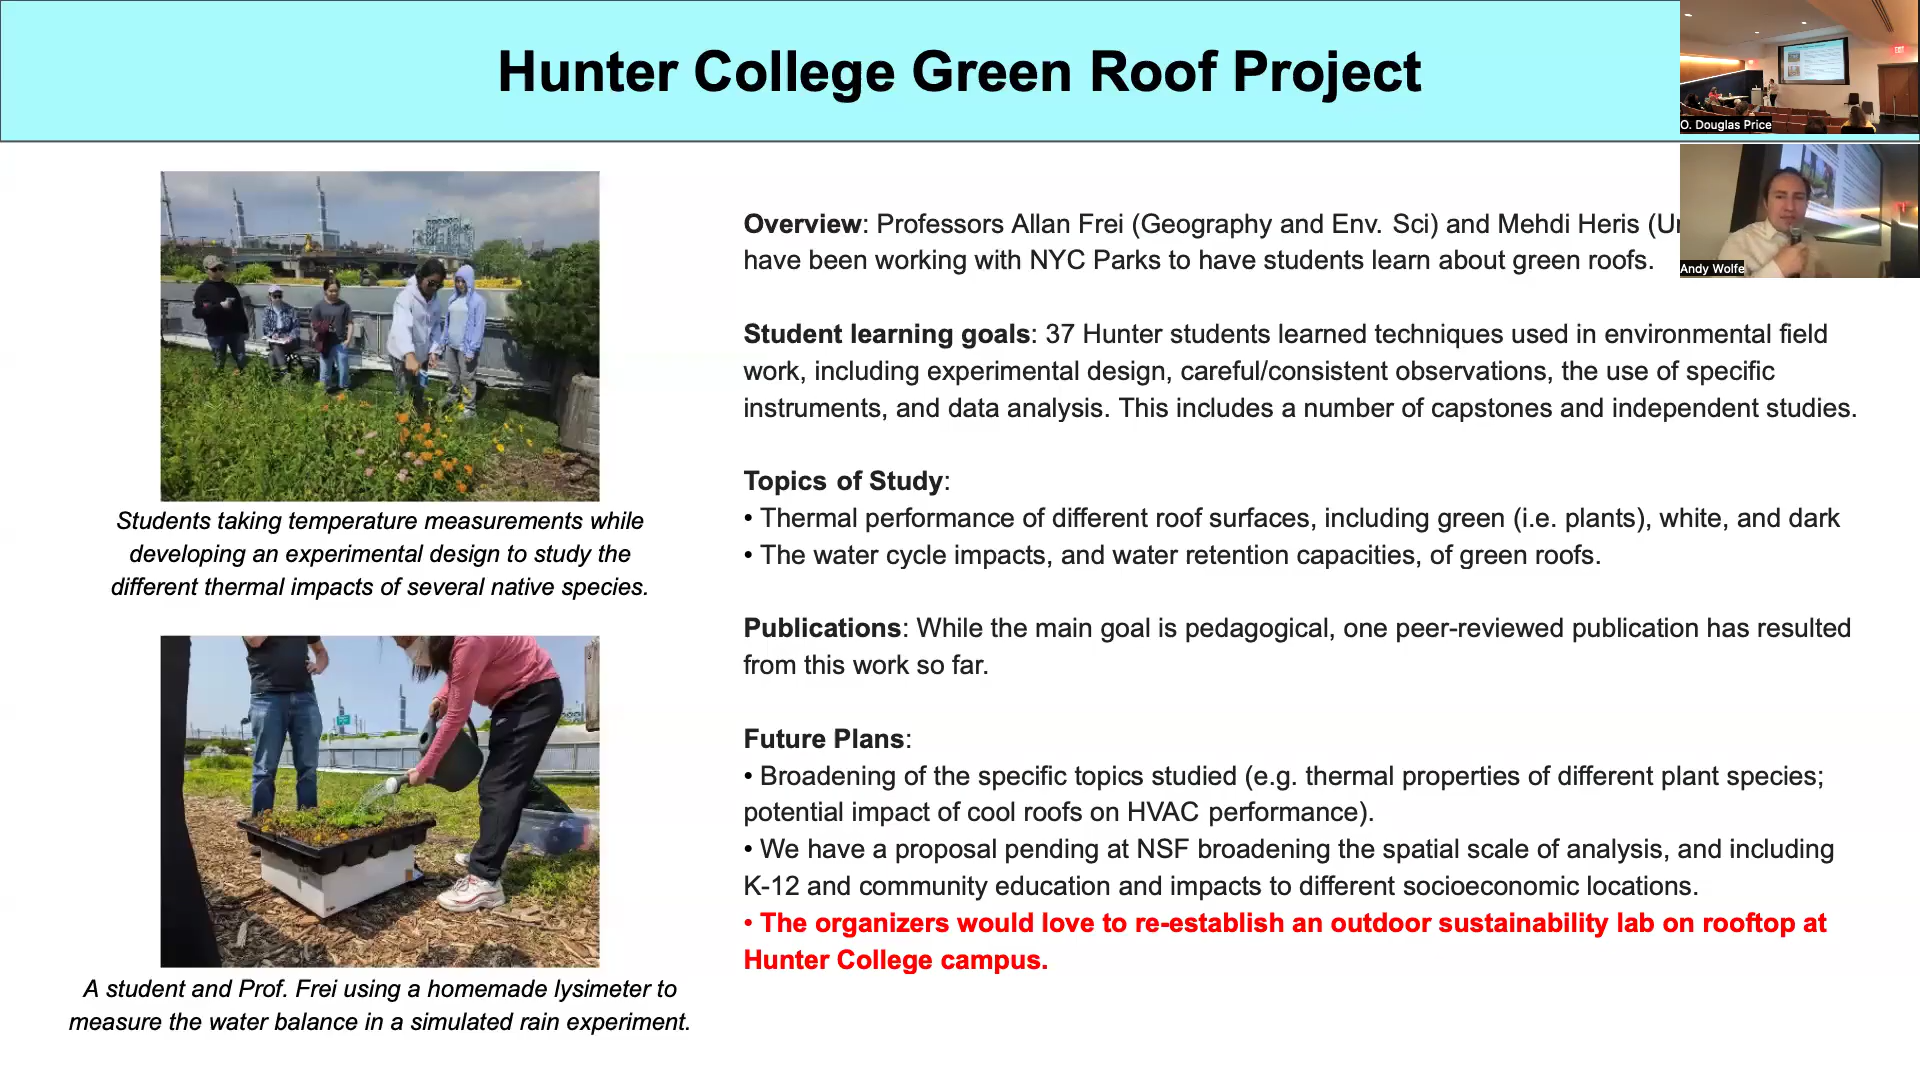 Hunter College Green Roof Project
O. Douglas Price
Andy Wolfe
Students taking temperature measurements while
developing an experimental design to study the
different thermal impacts of several native species.
A student and Prof. Frei using a homemade lysimeter to
measure the water balance in a simulated rain experiment.
Overview: Professors Allan Frei (Geography and Env. Sci) and Mehdi Heris
have been working with NYC Parks to have students learn about green roofs.
Student learning goals: 37 Hunter students learned techniques used in environmental field
work, including experimental design, careful/consistent observations, the use of specific
instruments, and data analysis. This includes a number of capstones and independent studies.
Topics of Study:
• Thermal performance of different roof surfaces, including green (i.e. plants), white, and dark
• The water cycle impacts, and water retention capacities, of green roofs.
Publications: While the main goal is pedagogical, one peer-reviewed publication has resulted
from this work so far.
Future Plans:
• Broadening of the specific topics studied (e.g. thermal properties of different plant species;
potential impact of cool roofs on HVAC performance).
• We have a proposal pending at NSF broadening the spatial scale of analysis, and including
K-12 and community education and impacts to different socioeconomic locations.
• The organizers would love to re-establish an outdoor sustainability lab on rooftop at
Hunter College campus.